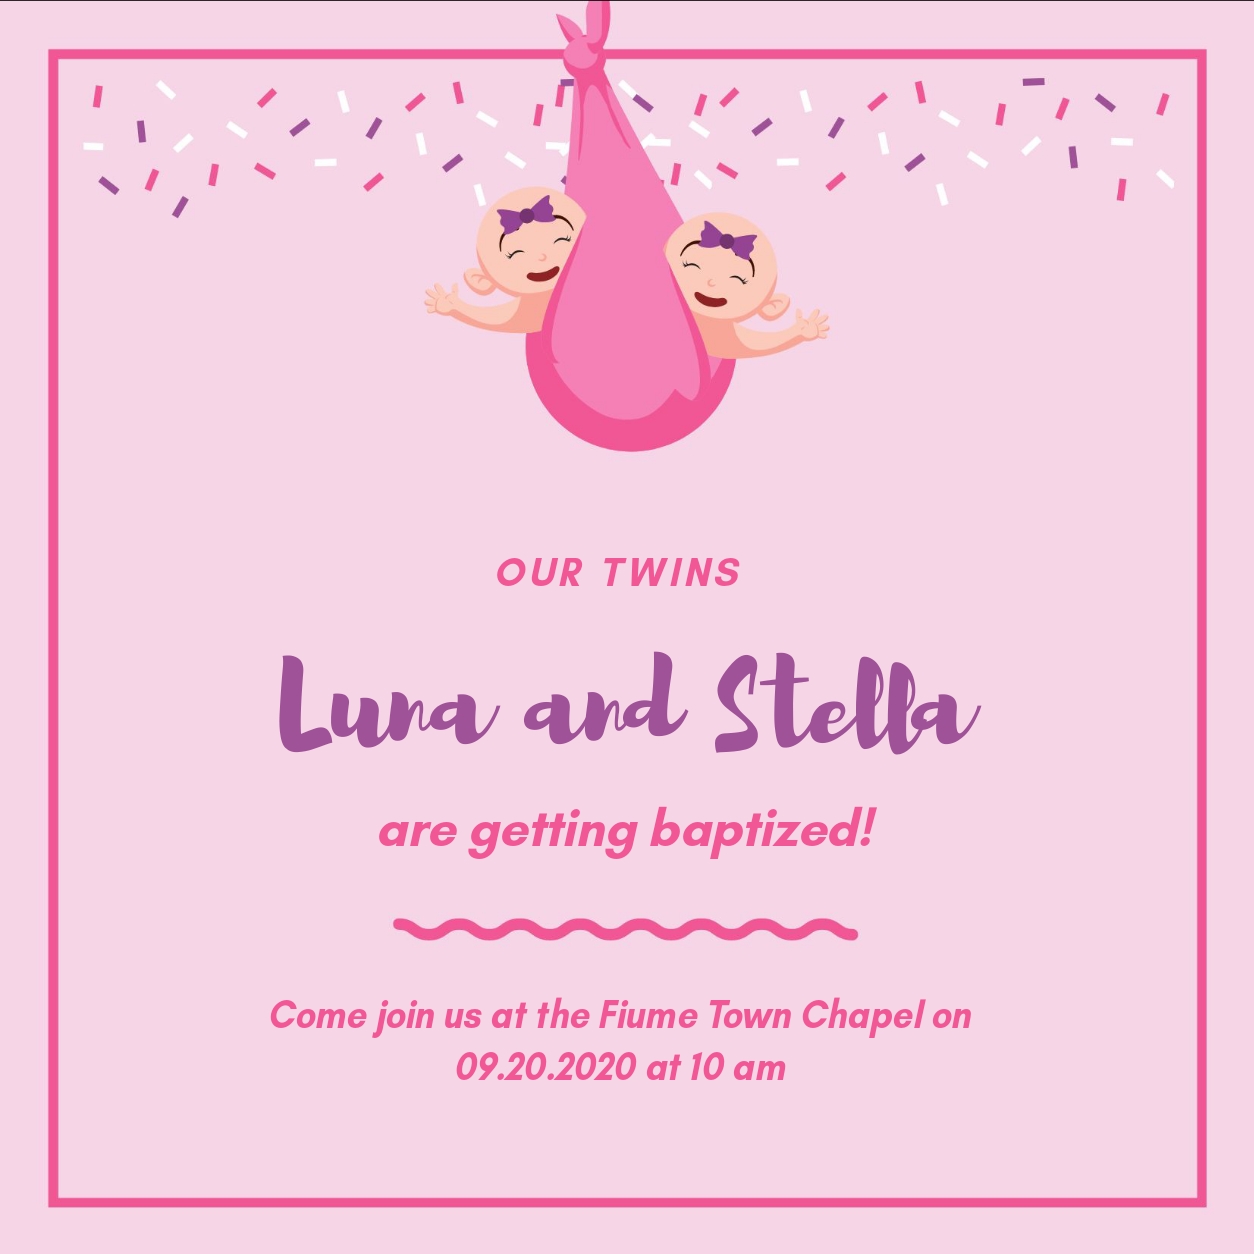 OUR TWINS
Luna and Stella
are getting baptized!
Come join us at the Fiume Town Chapel on
09.20.2020 at 10 am